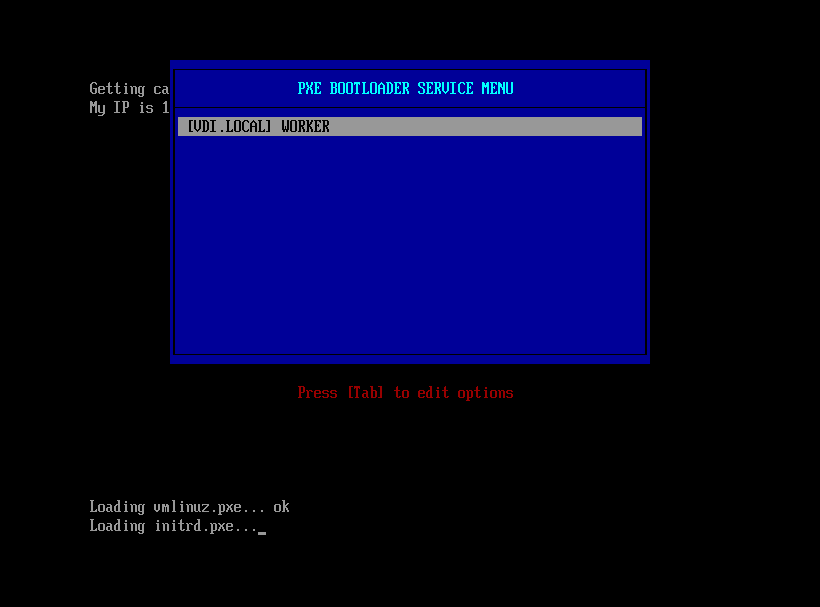 Getting ca
PXE BOOTLOADER SERVICE MENU
My IP is 1
[VDI.LOCAL] WORKER
Press [Tab] to edit options
Loading vmlinuz.pxe... ok
Loading initrd.pxe..._